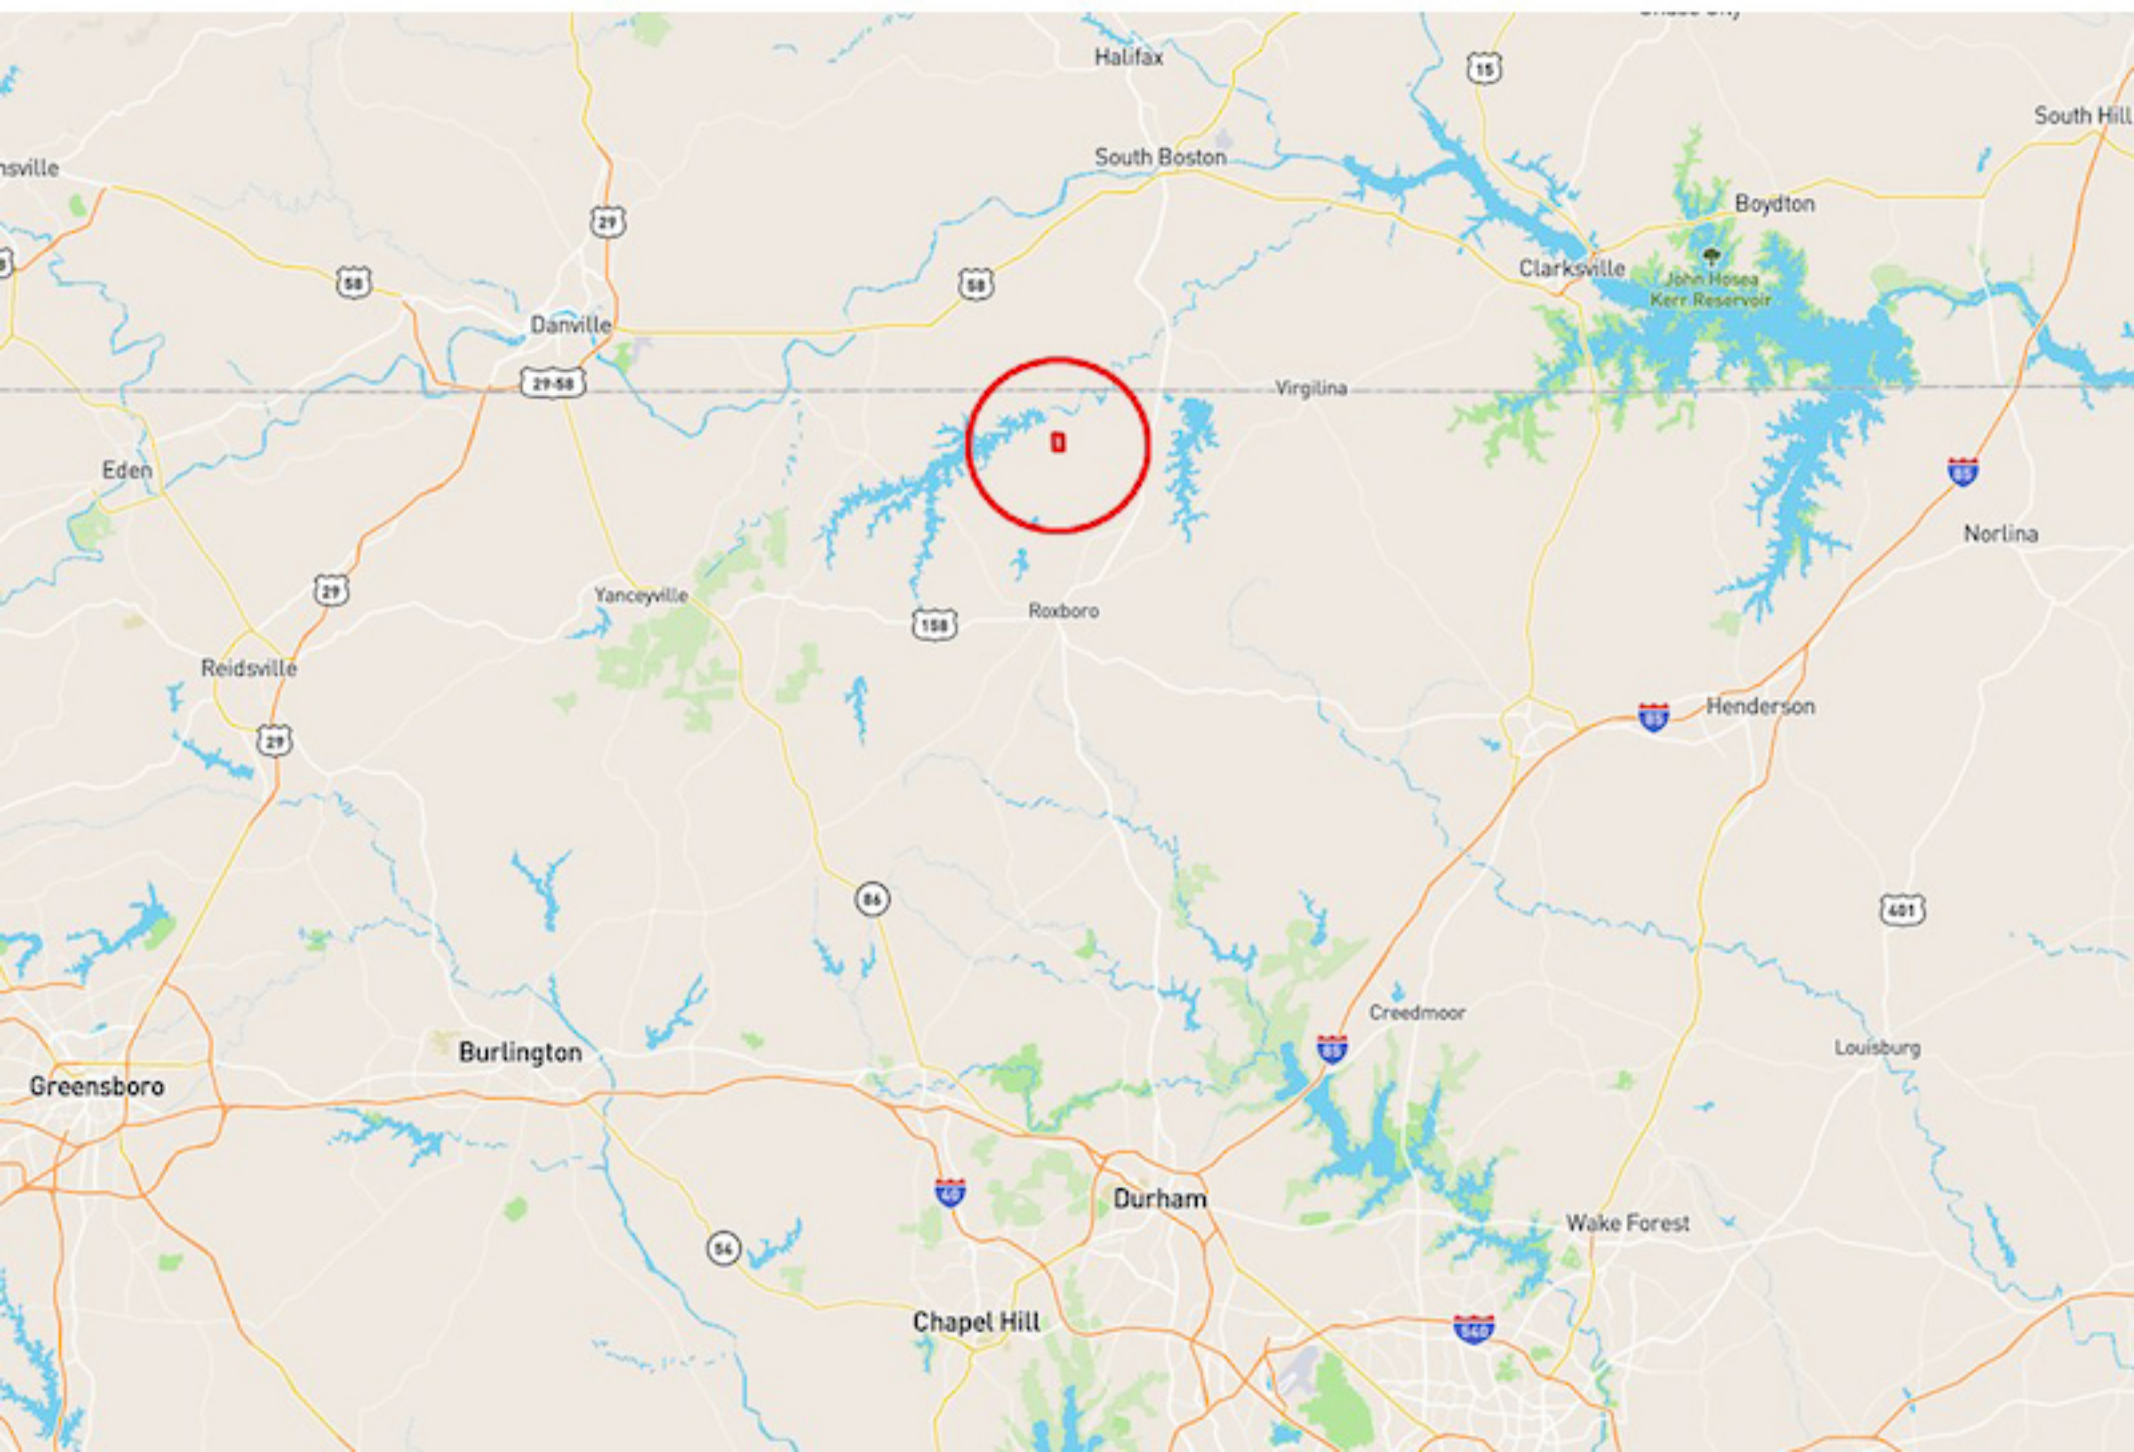 Halifax
15
South Hill
South Boston
nsville
Boydton
29
58
58
Clarksville
John Hosea
Kerr Reservoir
Danville
29-58
Virgilina
Eden
85
Norlina
29
Yanceyville
158
Roxboro
Reidsville
85
Henderson
29
86
401
Creedmoor
85
Burlington
Louisburg
Greensboro
40
Durham
54
Wake Forest
Chapel Hill
540